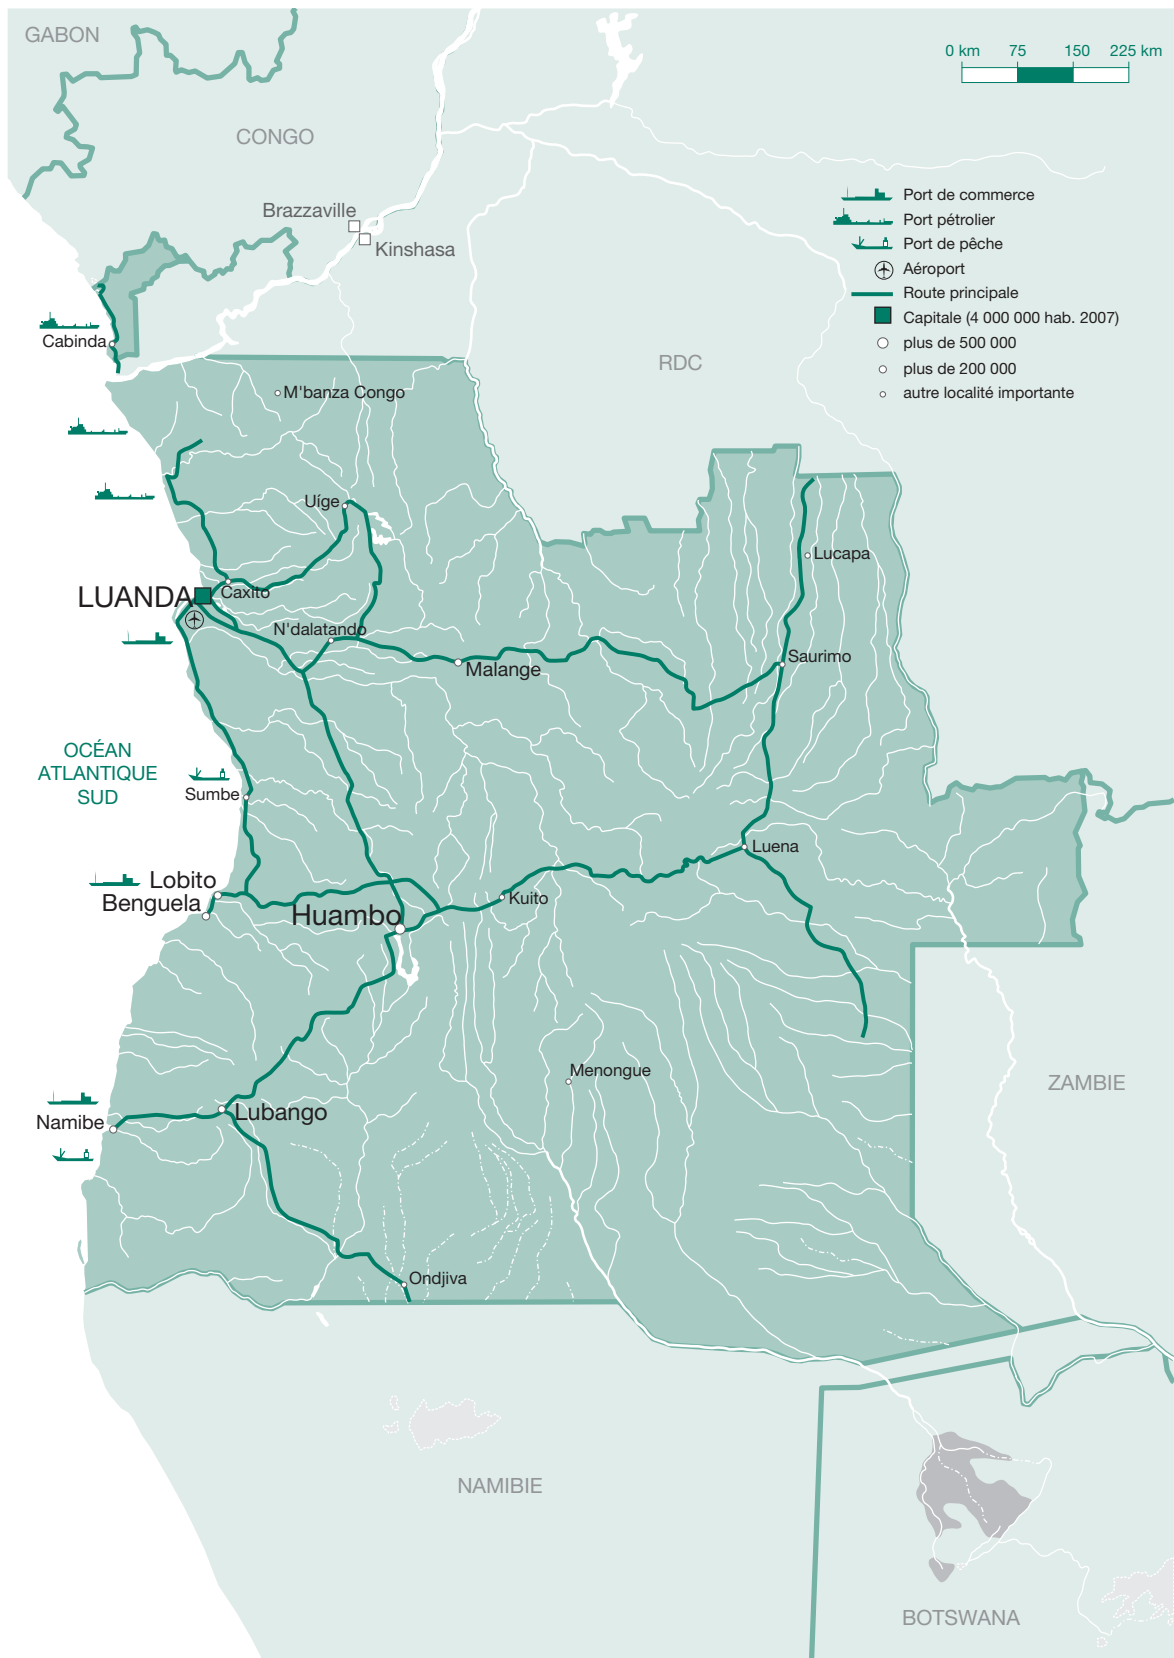 GABON
0 km 75 150 225 km
CONGO
Brazzaville
Kinshasa
Port de commerce
Port pétrolier
Port de pêche
Aéroport
Route principale
Capitale (4 000 000 hab. 2007)
plus de 500 000
plus de 200 000
autre localité importante
Cabinda
RDC
M'banza Congo
Uíge
Lucapa
LUANDA
Caxito
N'dalatando
Malange
Saurimo
OCÉAN
ATLANTIQUE
SUD
Sumbe
Luena
Lobito
Benguela
Huambo
Kuito
Menongue
ZAMBIE
Namibe
Lubango
Ondjiva
NAMIBIE
BOTSWANA